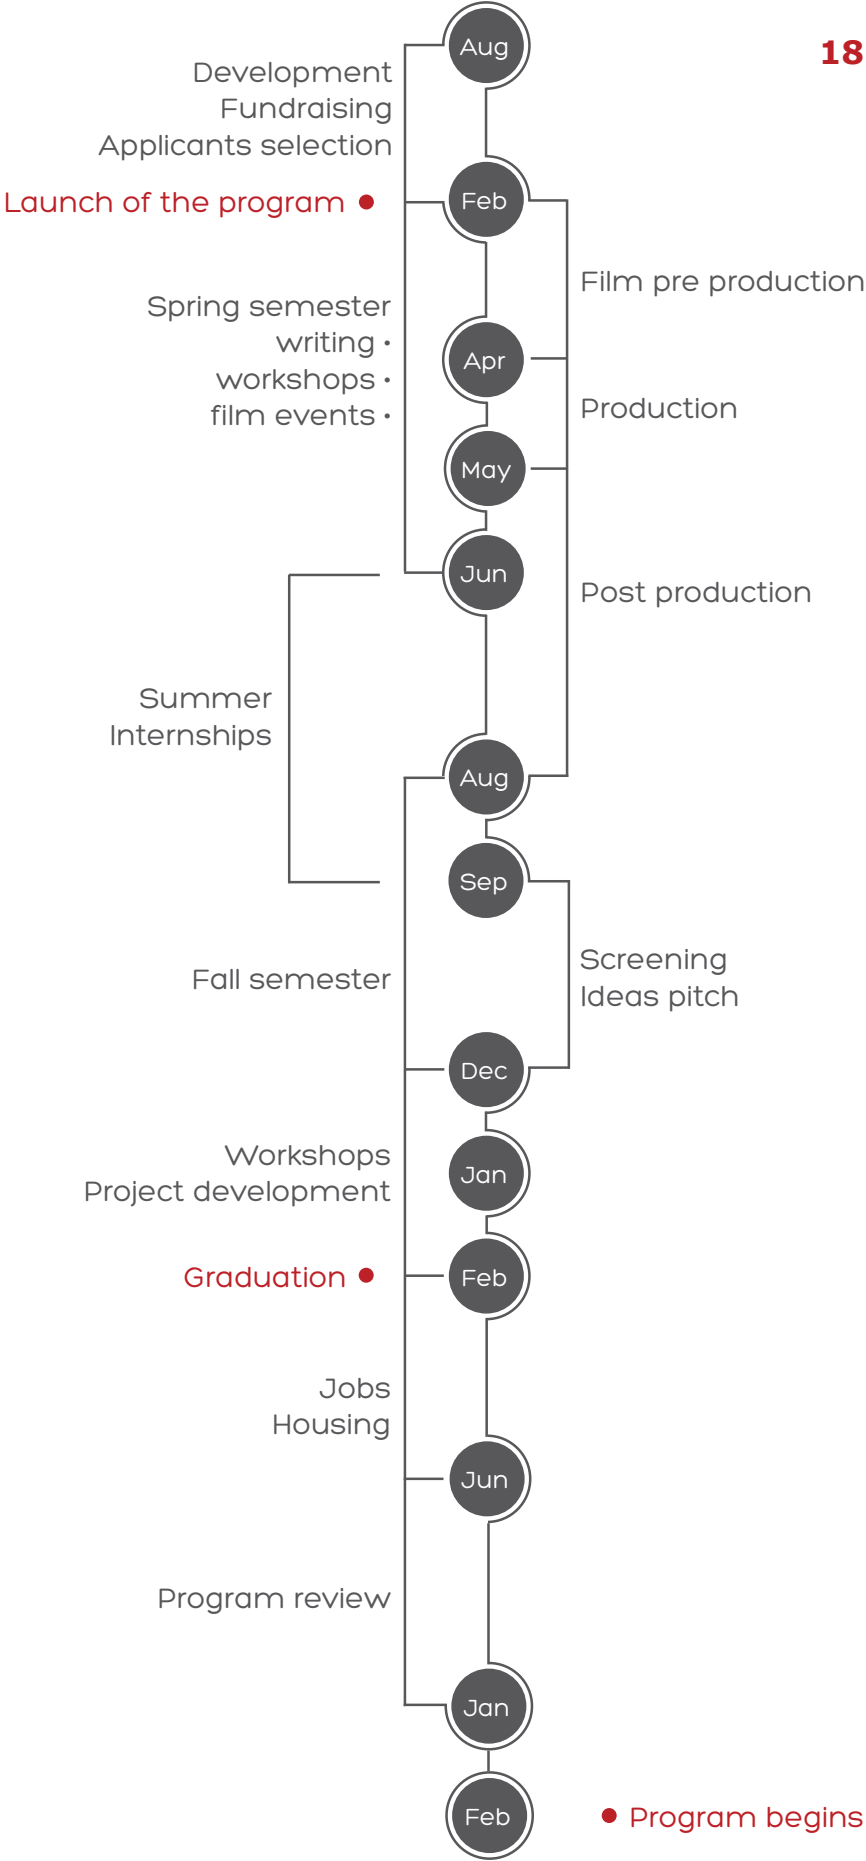 Aug
18
Development
Fundraising
Applicants selection
Launch of the program •
Feb
Film pre production
Spring semester
writing •
workshops •
film events •
Apr
Production
May
Jun
Post production
Summer
Internships
Aug
Sep
Fall semester
Screening
Ideas pitch
Dec
Workshops
Project development
Jan
Graduation •
Feb
Jobs
Housing
Jun
Program review
Jan
Feb
• Program begins